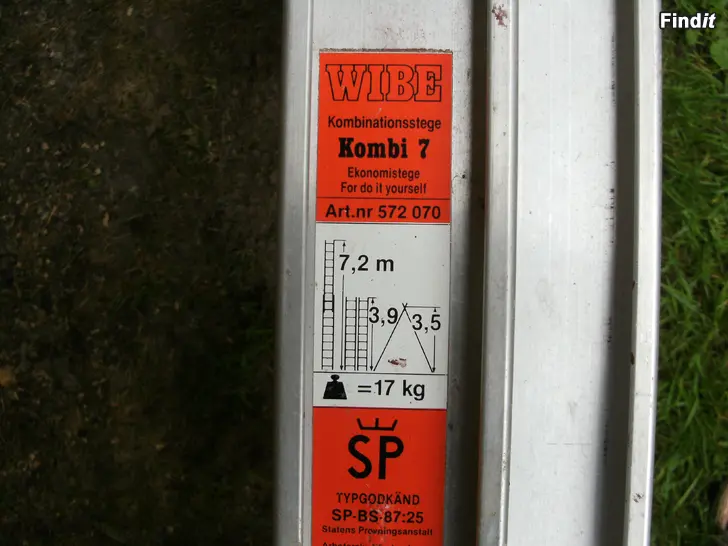 Findit
WIBE
Kombinationsstege
Kombi 7
Ekonomistege
For do it yourself
Art.nr 572 070
7,2 m
3,9
3,5
=17 kg
SP
TYPGODKÄND
SP-BS-87:25
Statens Provningsanstalt